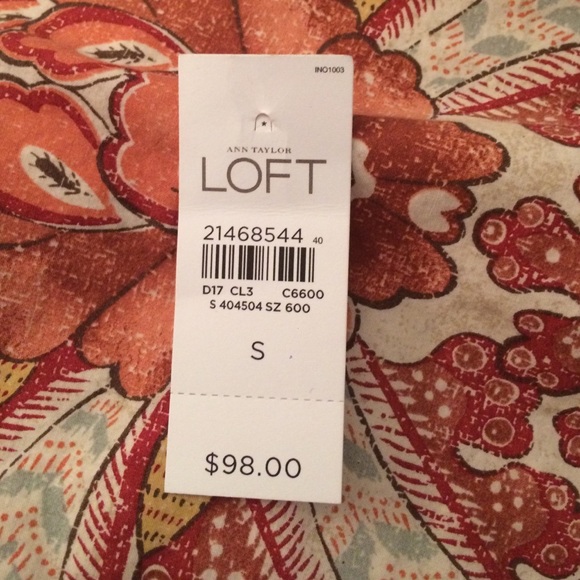 INO1003
ANN TAYLOR
LOFT
21468544 40
D17 CL3 C6600
S 404504 SZ 600
S
$98.00